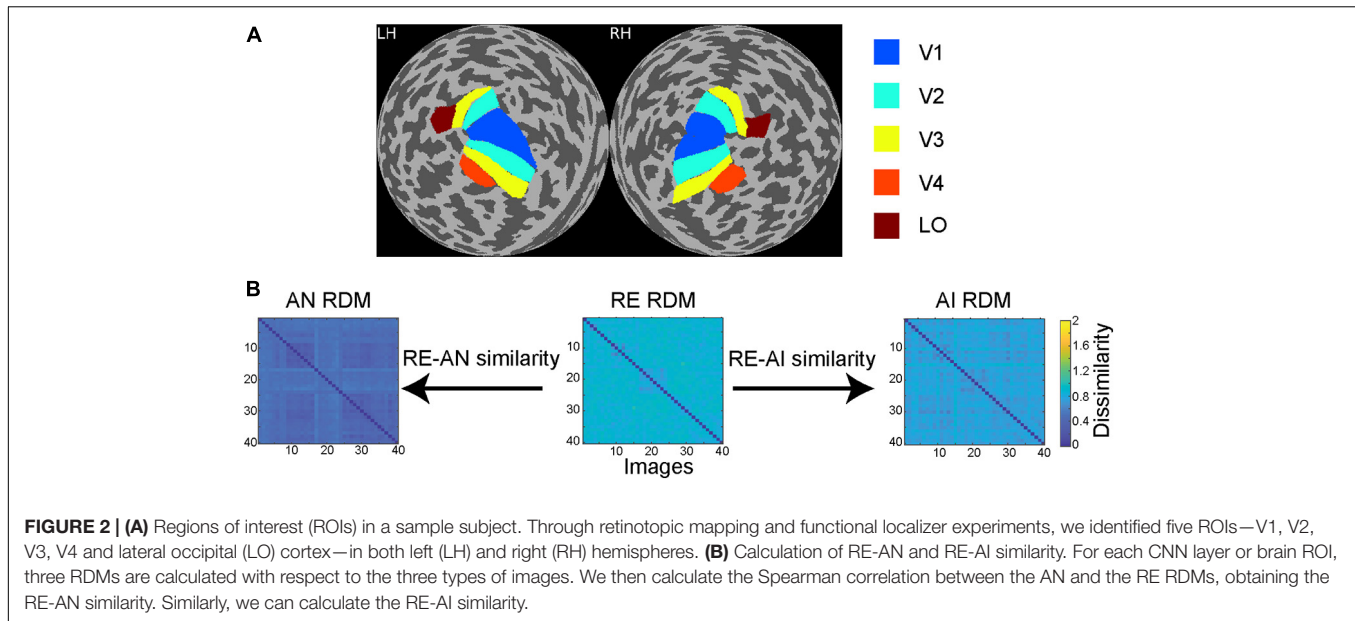 A
LH
RH
V1
V2
V3
V4
LO
B
AN RDM
RE RDM
AI RDM
10
20
30
40
10
20
30
40
RE-AN similarity
10
20
30
40
10
20
30
40
Images
RE-AI similarity
10
20
30
40
10
20
30
40
2
1.6
1.2
0.8
0.4
0
Dissimilarity
FIGURE 2 | (A) Regions of interest (ROIs) in a sample subject. Through retinotopic mapping and functional localizer experiments, we identified five ROIs—V1, V2,
V3, V4 and lateral occipital (LO) cortex—in both left (LH) and right (RH) hemispheres. (B) Calculation of RE-AN and RE-AI similarity. For each CNN layer or brain ROI,
three RDMs are calculated with respect to the three types of images. We then calculate the Spearman correlation between the AN and the RE RDMs, obtaining the
RE-AN similarity. Similarly, we can calculate the RE-AI similarity.